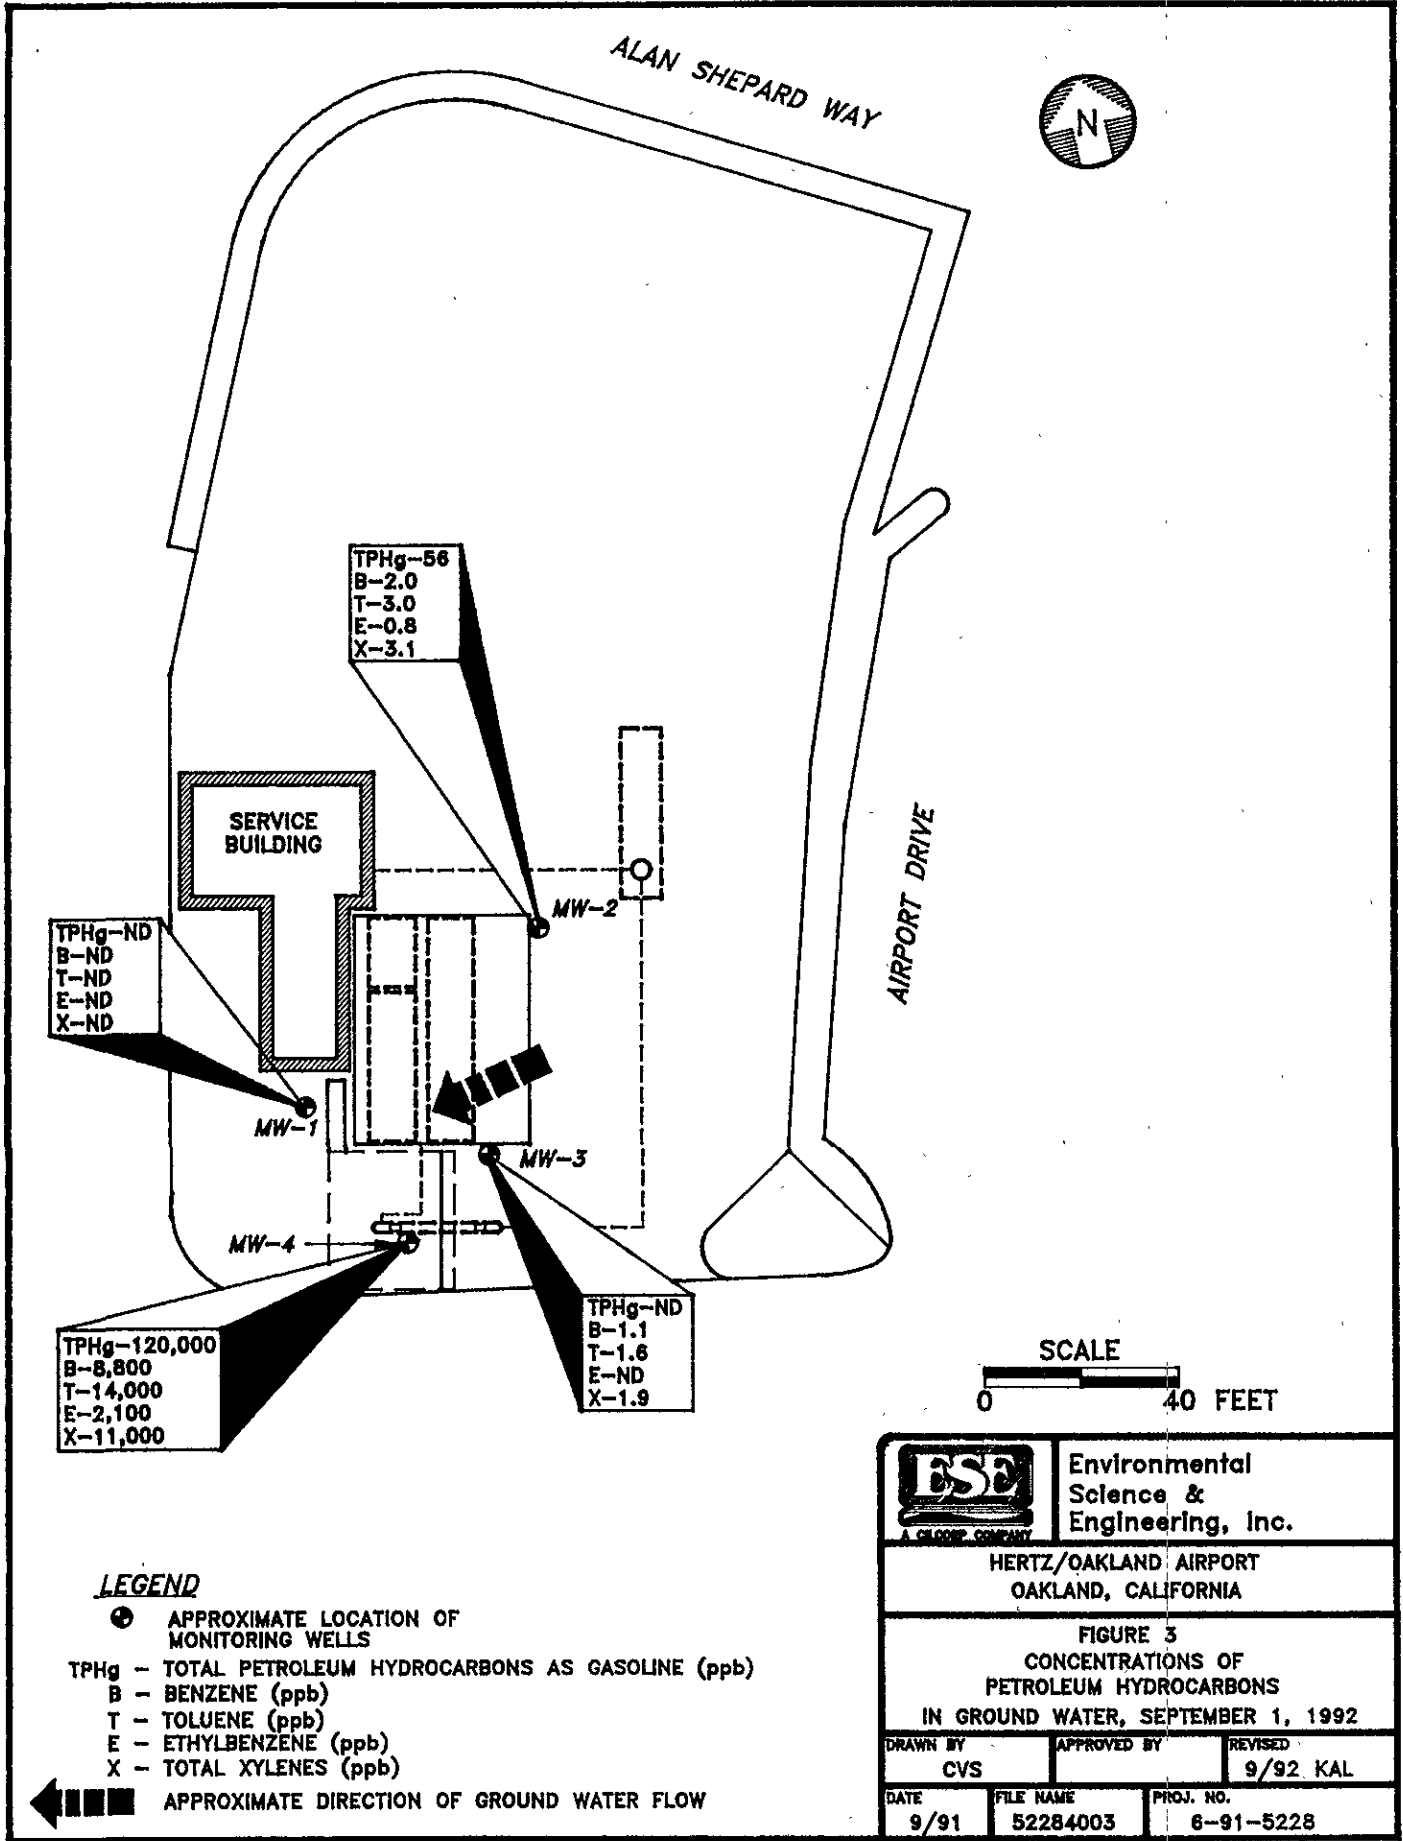 ALAN SHEPARD WAY
N
TPHg-56
B-2.0
T-3.0
E-0.8
X-3.1
SERVICE
BUILDING
MW-2
AIRPORT DRIVE
TPHg-ND
B-ND
T-ND
E-ND
X-ND
MW-1
MW-3
MW-4
TPHg-ND
B-1.1
T-1.6
E-ND
X-1.9
TPHg-120,000
B-8,800
T-14,000
E-2,100
X-11,000
SCALE
0 40 FEET
ESE
A CILCORP COMPANY
Environmental
Science &
Engineering, Inc.
HERTZ/OAKLAND AIRPORT
OAKLAND, CALIFORNIA
FIGURE 3
CONCENTRATIONS OF
PETROLEUM HYDROCARBONS
IN GROUND WATER, SEPTEMBER 1, 1992
DRAWN BY
CVS
APPROVED BY
REVISED
9/92 KAL
DATE
9/91
FILE NAME
52284003
PROJ. NO.
6-91-5228
LEGEND
APPROXIMATE LOCATION OF
MONITORING WELLS
TPHg - TOTAL PETROLEUM HYDROCARBONS AS GASOLINE (ppb)
B - BENZENE (ppb)
T - TOLUENE (ppb)
E - ETHYLBENZENE (ppb)
X - TOTAL XYLENES (ppb)
APPROXIMATE DIRECTION OF GROUND WATER FLOW